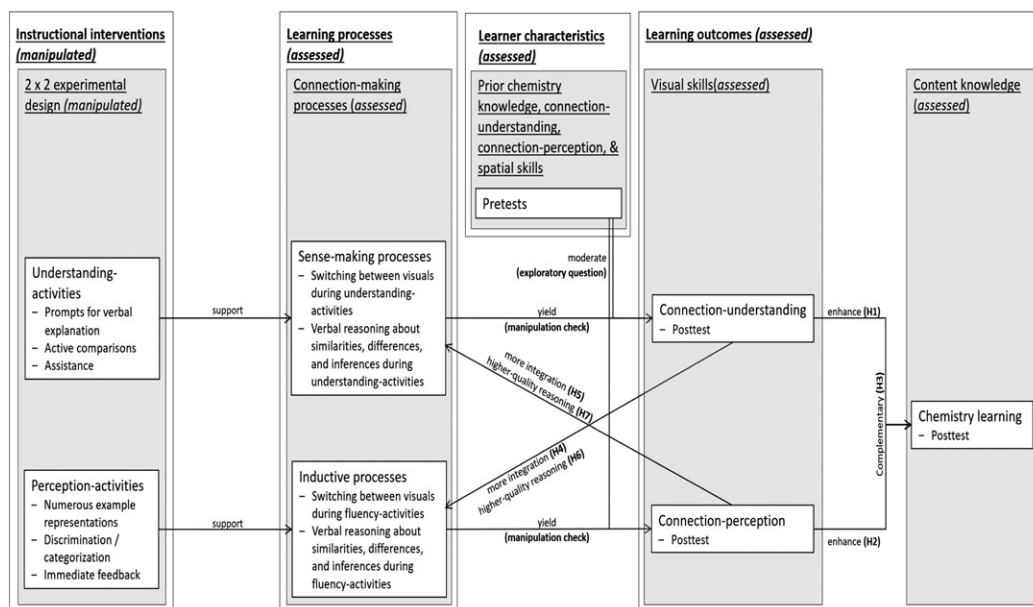 Instructional interventions
(manipulated)
2 x 2 experimental
design (manipulated)
Understanding-
activities
– Prompts for verbal
explanation
– Active comparisons
– Assistance
Perception-activities
– Numerous example
representations
– Discrimination /
categorization
– Immediate feedback
support
support
Learning processes
(assessed)
Connection-making
processes (assessed)
Sense-making processes
– Switching between visuals
during understanding-
activities
– Verbal reasoning about
similarities, differences,
and inferences during
understanding-activities
Inductive processes
– Switching between visuals
during fluency-activities
– Verbal reasoning about
similarities, differences,
and inferences during
fluency-activities
Learner characteristics
(assessed)
Prior chemistry
knowledge, connection-
understanding,
connection-perception, &
spatial skills
Pretests
moderate
(exploratory question)
yield
(manipulation check)
more integration (H5)
higher-quality reasoning (H7)
more integration (H4)
higher-quality reasoning (H6)
yield
(manipulation check)
Learning outcomes (assessed)
Visual skills(assessed)
Connection-understanding
– Posttest
Connection-perception
– Posttest
enhance (H1)
Complementary (H3)
enhance (H2)
Content knowledge
(assessed)
Chemistry learning
– Posttest